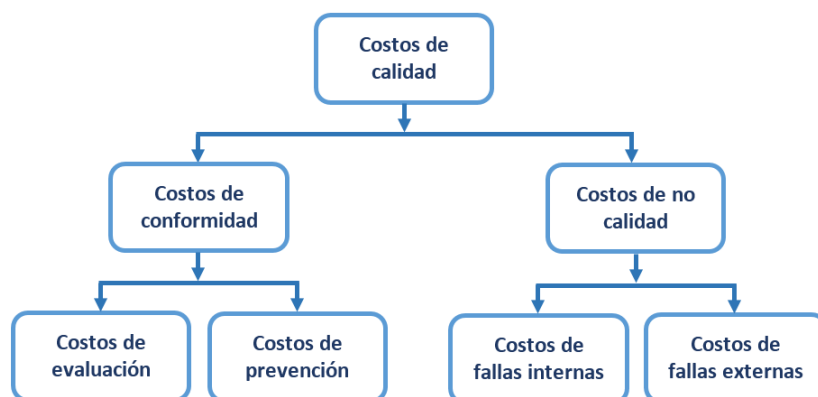 Costos de
calidad
Costos de
conformidad
Costos de no
calidad
Costos de
evaluación
Costos de
prevención
Costos de
fallas internas
Costos de
fallas externas